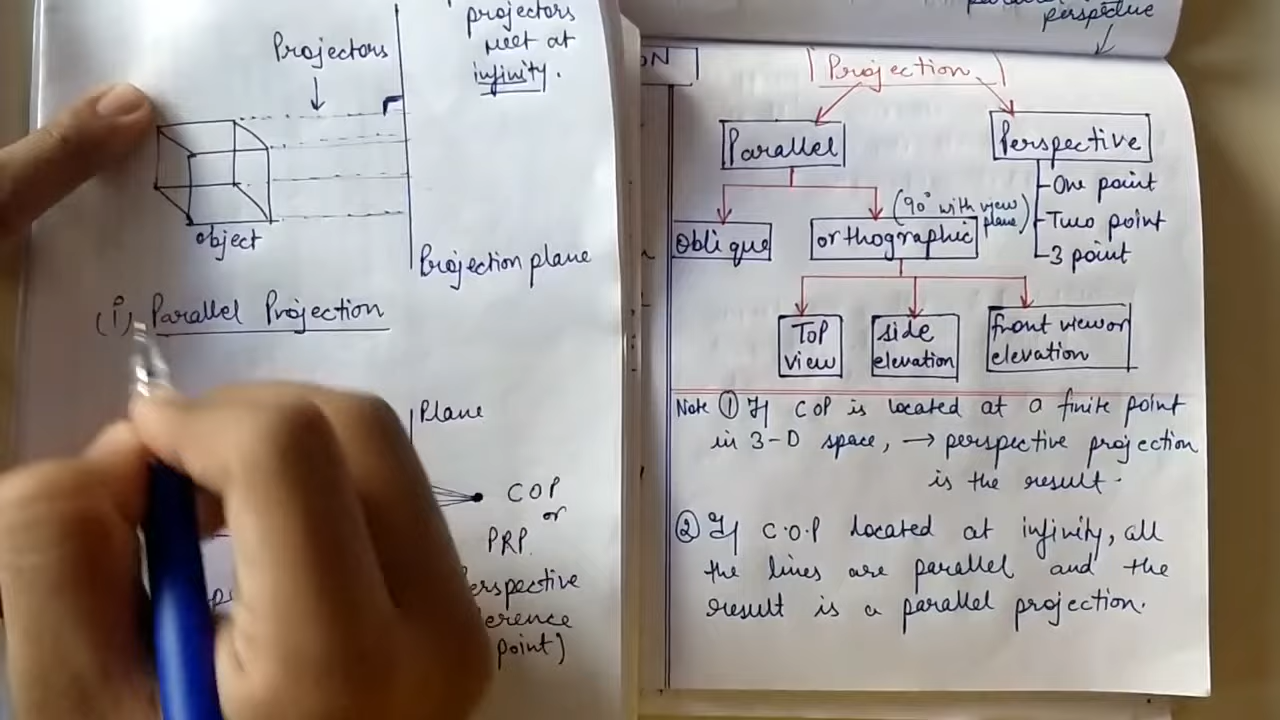 projectors
meet at
infinity.
Projectors
object
Projection plane
(i) Parallel Projection
Plane
COP
or
PRP.
point)
perspective
Projection
Parallel
Perspective
One point
Two point
3 point
(90° with view
plane)
oblique
orthographic
Top
view
side
elevation
front view or
elevation
Note ① If COP is located at a finite point
in 3-D space, → perspective projection
is the result.
② If C.O.P located at infinity, all
the lines are parallel and the
result is a parallel projection.